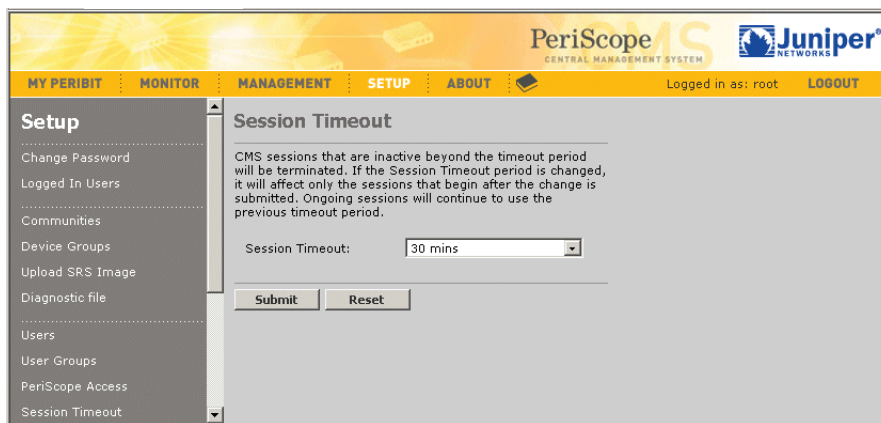 PeriScope
CENTRAL MANAGEMENT SYSTEM
CMS
Juniper®
NETWORKS
MY PERIBIT MONITOR MANAGEMENT SETUP ABOUT Logged in as: root LOGOUT
Setup
Change Password
Logged In Users
Communities
Device Groups
Upload SRS Image
Diagnostic file
Users
User Groups
PeriScope Access
Session Timeout
Session Timeout
CMS sessions that are inactive beyond the timeout period
will be terminated. If the Session Timeout period is changed,
it will affect only the sessions that begin after the change is
submitted. Ongoing sessions will continue to use the
previous timeout period.
Session Timeout: 30 mins
Submit Reset